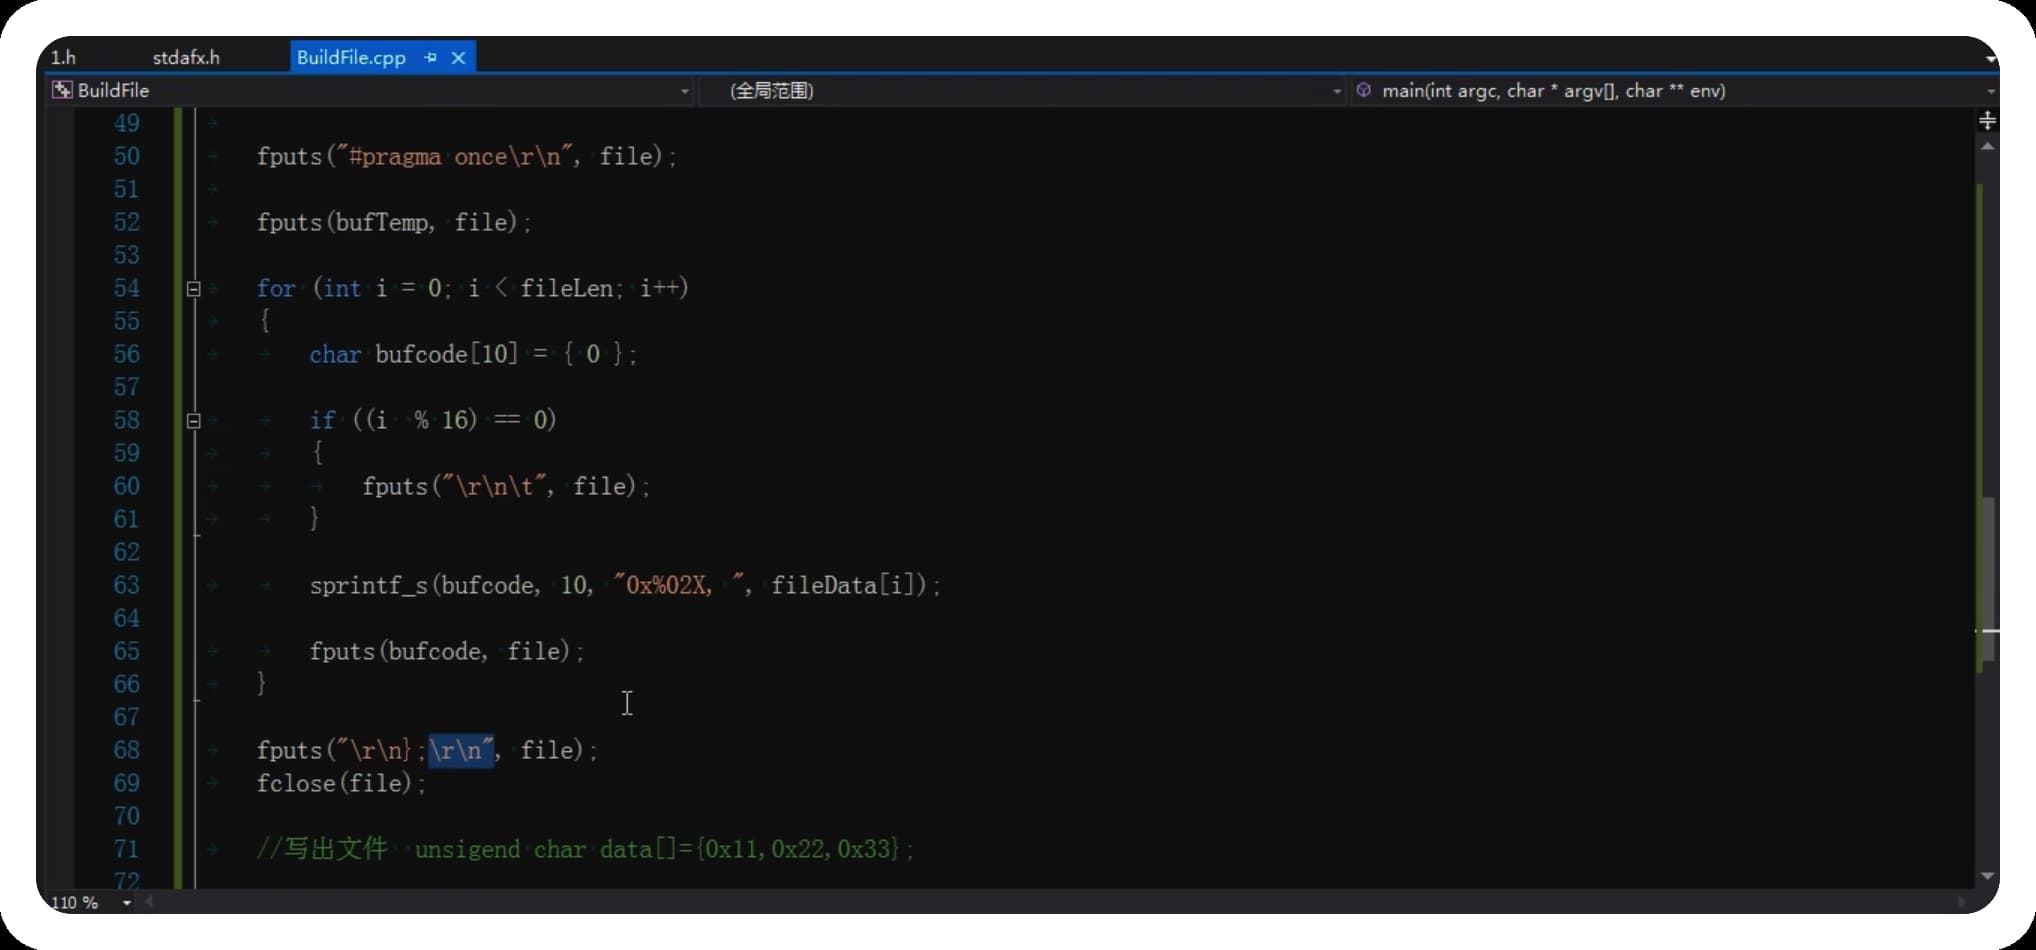 1.h stdafx.h BuildFile.cpp
BuildFile (全局范围) main(int argc, char * argv[], char ** env)
49
50 fputs("#pragma once\r\n", file);
51
52 fputs(bufTemp, file);
53
54 for (int i = 0; i < fileLen; i++)
55 {
56 char bufcode[10] = { 0 };
57
58 if ((i % 16) == 0)
59 {
60 fputs("\r\n\t", file);
61 }
62
63 sprintf_s(bufcode, 10, "0x%02X, ", fileData[i]);
64
65 fputs(bufcode, file);
66 }
67
68 fputs("\r\n};\r\n", file);
69 fclose(file);
70
71 //写出文件 unsigend char data[]={0x11,0x22,0x33};
72
110 %